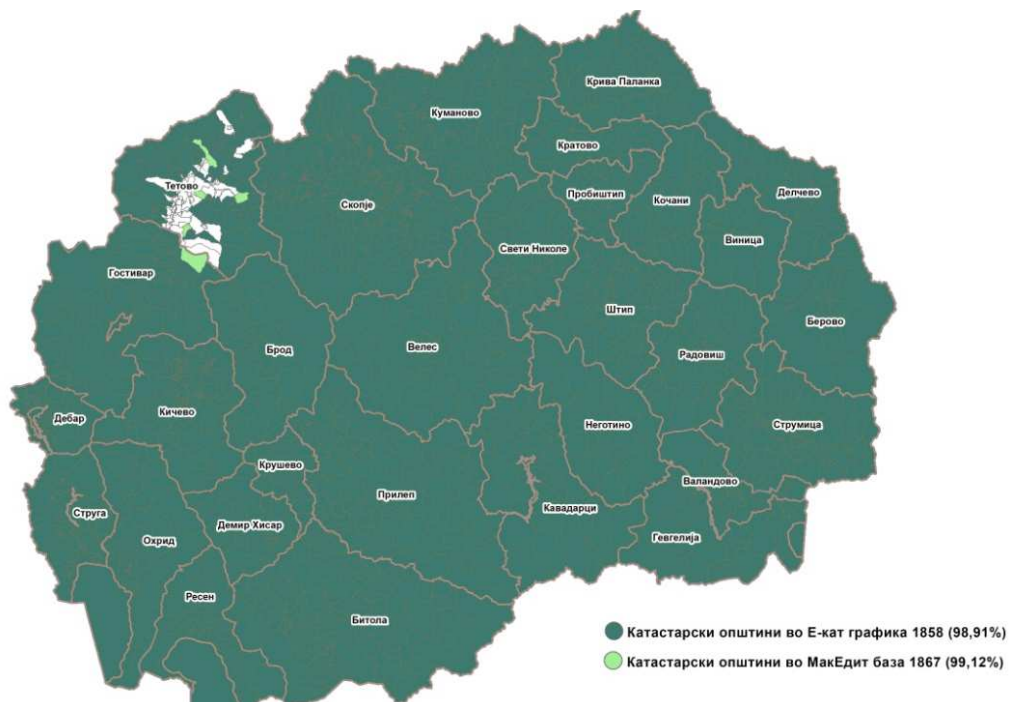 Крива Паланка
Куманово
Кратово
Тетово
Пробиштип
Делчево
Кочани
Скопје
Виница
Свети Николе
Гостивар
Штип
Берово
Брод
Велес
Радовиш
Дебар
Кичево
Неготино
Струмица
Крушево
Валандово
Прилеп
Кавадарци
Струга
Демир Хисар
Гевгелија
Охрид
Ресен
Битола
Катастарски општини во Е-кат графика 1858 (98,91%)
Катастарски општини во МакЕдит база 1867 (99,12%)